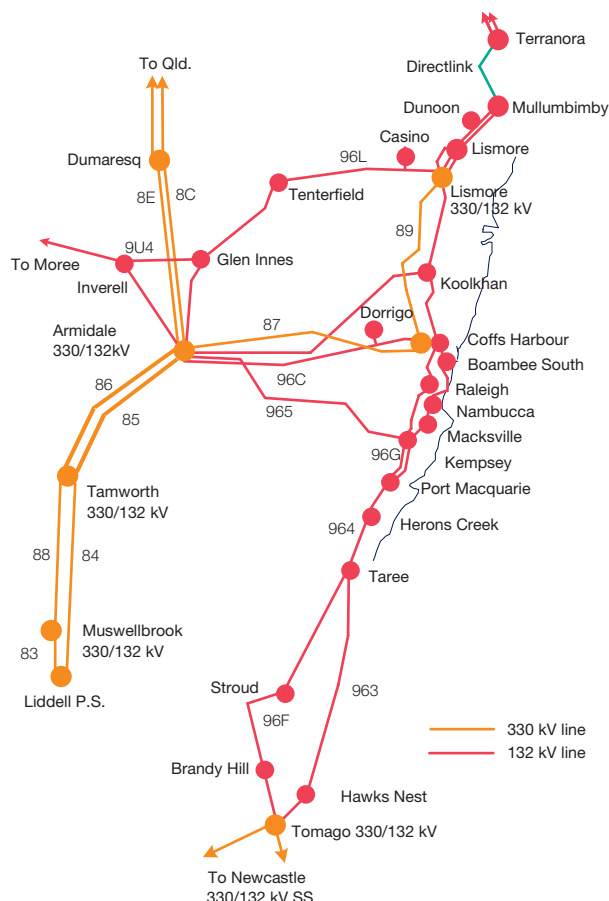 Terranora
To Qld.
Directlink
Dunoon
Mullumbimby
Casino
Lismore
Dumaresq
96L
8E
8C
Tenterfield
Lismore
330/132 kV
89
9U4
To Moree
Glen Innes
Inverell
Koolkhan
Dorrigo
87
Armidale
330/132kV
Coffs Harbour
Boambee South
96C
86
Raleigh
965
85
Nambucca
Macksville
96G
Kempsey
Tamworth
330/132 kV
Port Macquarie
964
Herons Creek
88
84
Taree
Muswellbrook
330/132 kV
83
Stroud
963
Liddell P.S.
96F
330 kV line
132 kV line
Brandy Hill
Hawks Nest
Tomago 330/132 kV
To Newcastle
330/132 kV SS